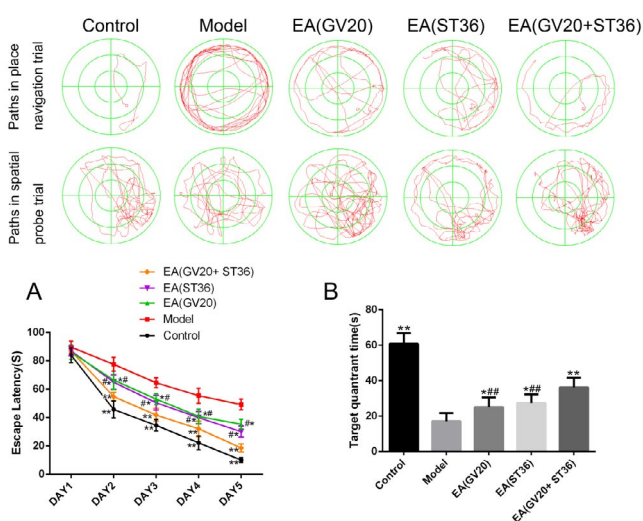 Control Model EA(GV20) EA(ST36) EA(GV20+ST36)
Paths in place
navigation trial
Paths in spatial
probe trial
A
EA(GV20+ ST36)
EA(ST36)
EA(GV20)
Model
Control
Escape Latency(S)
100
80
60
40
20
0
#* *# **
**
#* *# **
**
#* *# **
**
#* #* **
**
DAY1 DAY2 DAY3 DAY4 DAY5
B
Target quantrant time(s)
80
60
40
20
0
** *## *## **
Control Model EA(GV20) EA(ST36) EA(GV20+ ST36)